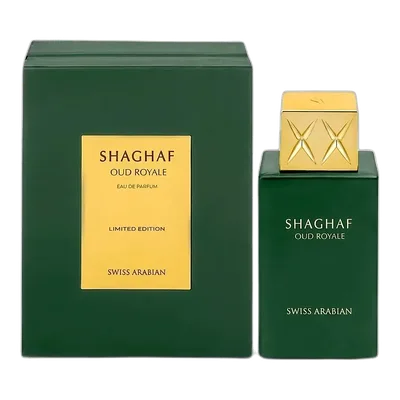 SHAGHAF
OUD ROYALE
EAU DE PARFUM
LIMITED EDITION
SWISS ARABIAN
SHAGHAF
OUD ROYALE
SWISS ARABIAN